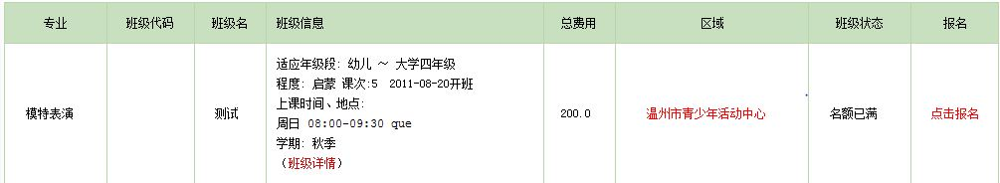 专业 班级代码 班级名 班级信息 总费用 区域 班级状态 报名
适应年级段: 幼儿 ～ 大学四年级
程度: 启蒙 课次:5 2011-08-20开班
上课时间、地点:
模特表演 测试 200.0 温州市青少年活动中心 名额已满 点击报名
周日 08:00-09:30 que
学期: 秋季
（班级详情）